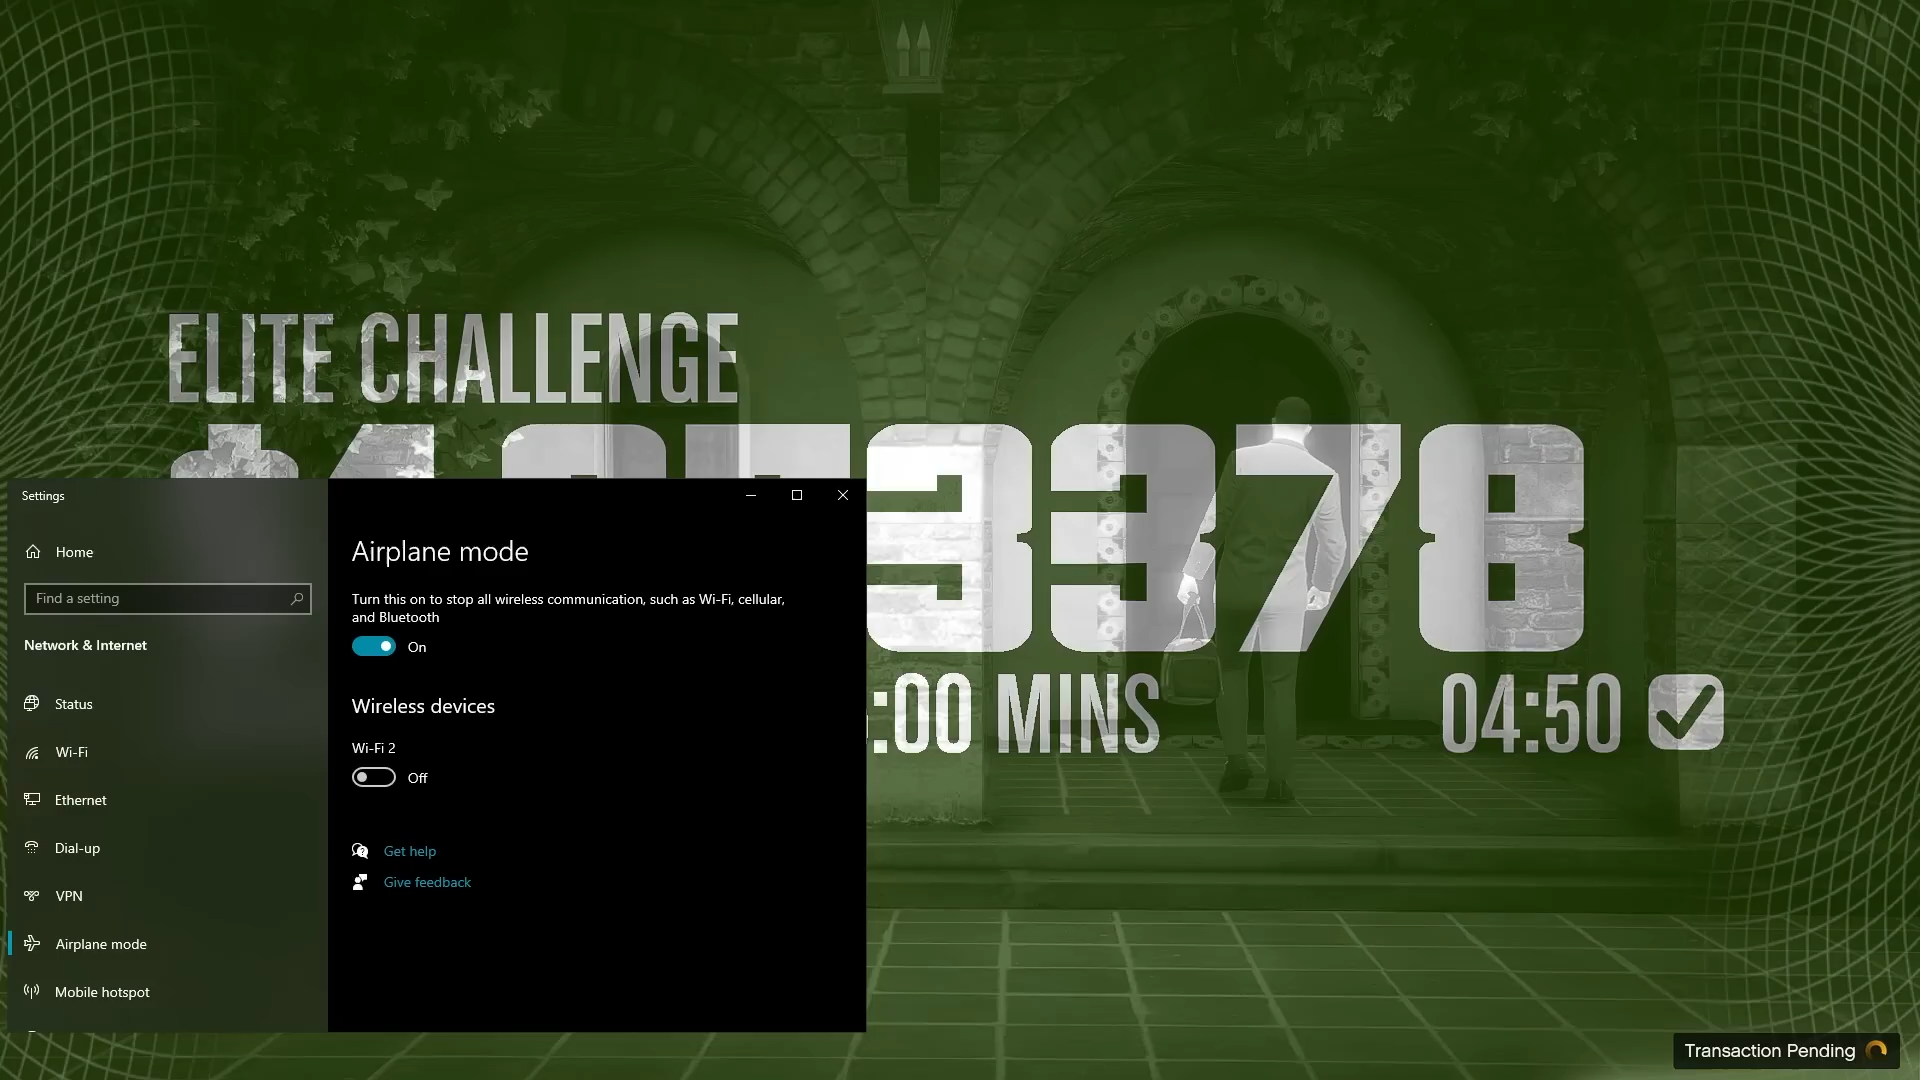 ELITE CHALLENGE
3378
:00 MINS
04:50
Settings
Home
Find a setting
Network & Internet
Status
Wi-Fi
Ethernet
Dial-up
VPN
Airplane mode
Mobile hotspot
Airplane mode
Turn this on to stop all wireless communication, such as Wi-Fi, cellular,
and Bluetooth
On
Wireless devices
Wi-Fi 2
Off
Get help
Give feedback
Transaction Pending